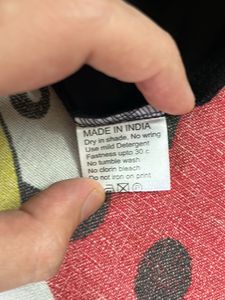 MADE IN INDIA
Dry in shade, No wring
Use mild Detergent
Fastness upto 30 c
No tumble wash
No clorin bleach
Do not iron on print